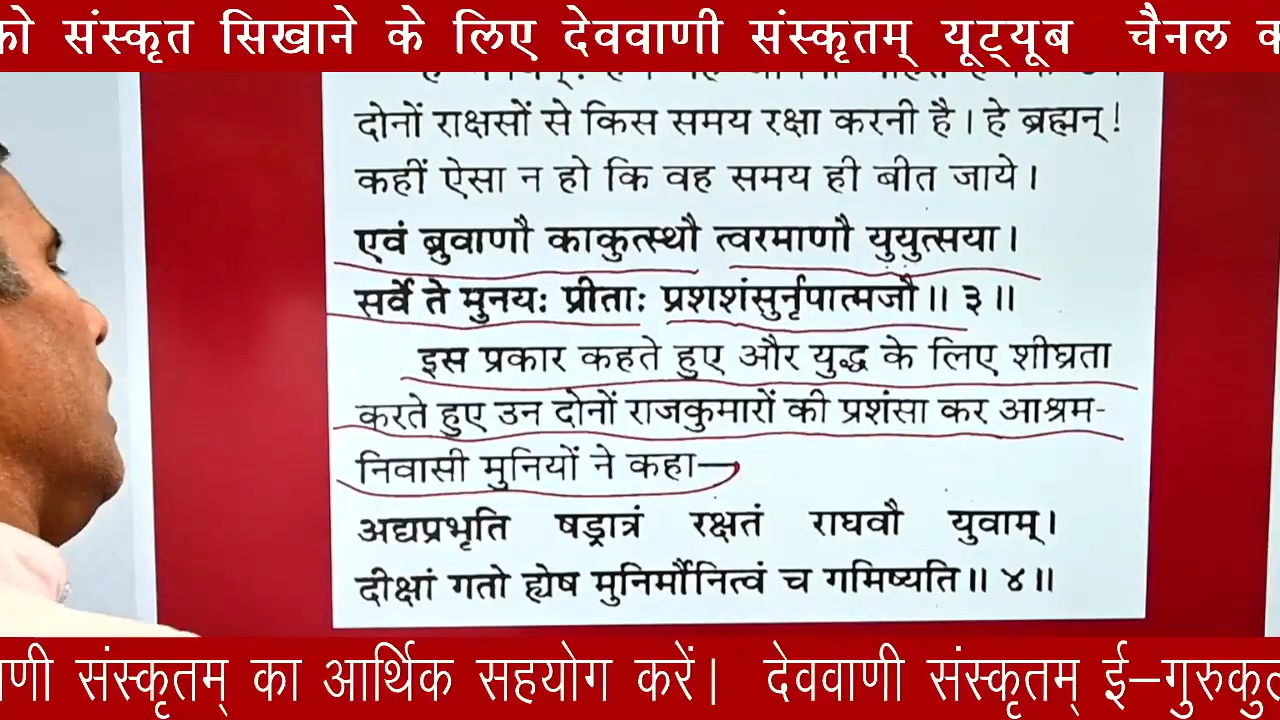 को संस्कृत सिखाने के लिए देववाणी संस्कृतम् यूट्यूब चैनल
दोनों राक्षसों से किस समय रक्षा करनी है। हे ब्रह्मन्!
कहीं ऐसा न हो कि वह समय ही बीत जाये।
एवं ब्रुवाणौ काकुत्स्थौ त्वरमाणौ युयुत्सया।
सर्वे ते मुनयः प्रीताः प्रशशंसुर्नृपात्मजौ॥ ३॥
इस प्रकार कहते हुए और युद्ध के लिए शीघ्रता
करते हुए उन दोनों राजकुमारों की प्रशंसा कर आश्रम-
निवासी मुनियों ने कहा—
अद्यप्रभृति षड्रात्रं रक्षतं राघवौ युवाम्।
दीक्षां गतो ह्येष मुनिर्मौनित्वं च गमिष्यति॥ ४॥
संस्कृतम् का आर्थिक सहयोग करें। देववाणी संस्कृतम् ई–गुरुकु